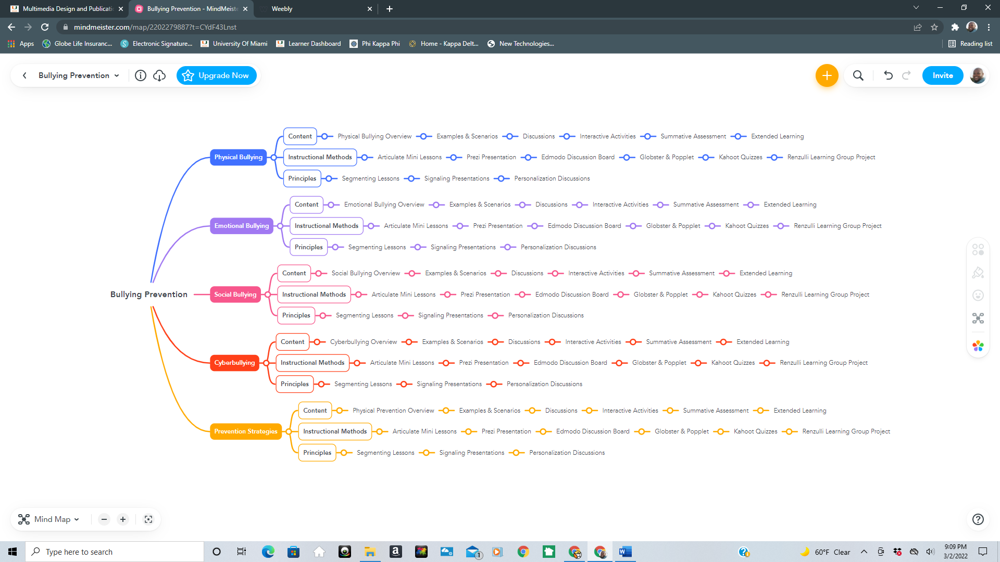 Multimedia Design and Publicati
Bullying Prevention - MindMeiste
Weebly
mindmeister.com/map/2202279887?t=CYdF43Lnst
Apps Globe Life Insuranc... Electronic Signature... University Of Miami Learner Dashboard Phi Kappa Phi Home - Kappa Delt... New Technologies... Reading list
Bullying Prevention Upgrade Now Invite
Content Physical Bullying Overview Examples & Scenarios Discussions Interactive Activities Summative Assessment Extended Learning
Physical Bullying Instructional Methods Articulate Mini Lessons Prezi Presentation Edmodo Discussion Board Globster & Popplet Kahoot Quizzes Renzulli Learning Group Project
Principles Segmenting Lessons Signaling Presentations Personalization Discussions
Content Emotional Bullying Overview Examples & Scenarios Discussions Interactive Activities Summative Assessment Extended Learning
Emotional Bullying Instructional Methods Articulate Mini Lessons Prezi Presentation Edmodo Discussion Board Globster & Popplet Kahoot Quizzes Renzulli Learning Group Project
Principles Segmenting Lessons Signaling Presentations Personalization Discussions
Content Social Bullying Overview Examples & Scenarios Discussions Interactive Activities Summative Assessment Extended Learning
Bullying Prevention Social Bullying Instructional Methods Articulate Mini Lessons Prezi Presentation Edmodo Discussion Board Globster & Popplet Kahoot Quizzes Renzulli Learning Group Project
Principles Segmenting Lessons Signaling Presentations Personalization Discussions
Content Cyberbullying Overview Examples & Scenarios Discussions Interactive Activities Summative Assessment Extended Learning
Cyberbullying Instructional Methods Articulate Mini Lessons Prezi Presentation Edmodo Discussion Board Globster & Popplet Kahoot Quizzes Renzulli Learning Group Project
Principles Segmenting Lessons Signaling Presentations Personalization Discussions
Content Physical Prevention Overview Examples & Scenarios Discussions Interactive Activities Summative Assessment Extended Learning
Prevention Strategies Instructional Methods Articulate Mini Lessons Prezi Presentation Edmodo Discussion Board Globster & Popplet Kahoot Quizzes Renzulli Learning Group Project
Principles Segmenting Lessons Signaling Presentations Personalization Discussions
Mind Map
Type here to search
60°F Clear
9:09 PM
3/2/2022